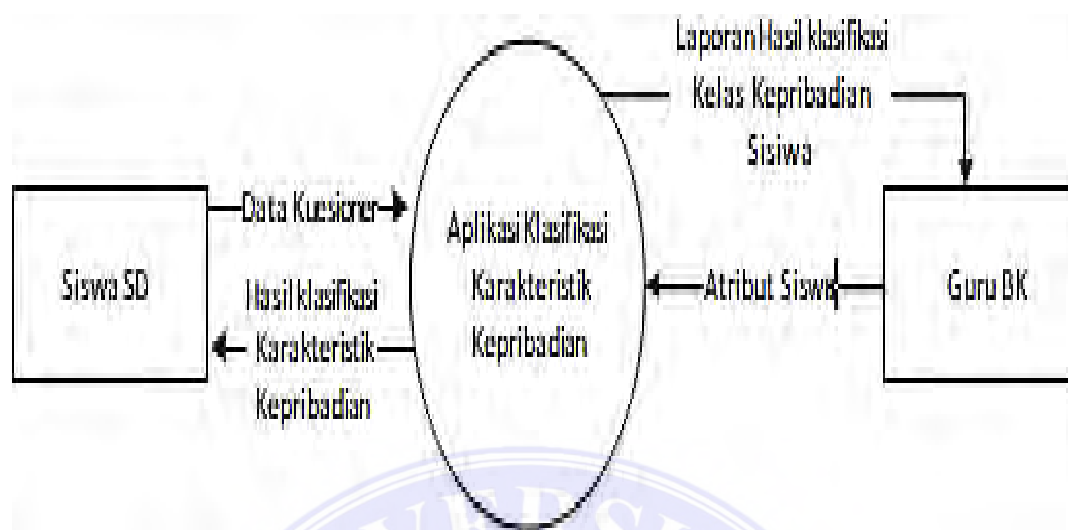 Laporan Hasil klasifikasi
Kelas Kepribadian
Sisiwa
Data Kuesioner
Siswa SD
Hasil klasifikasi
Karakteristik
Kepribadian
Aplikasi Klasifikasi
Karakteristik
Kepribadian
Atribut Siswa
Guru BK